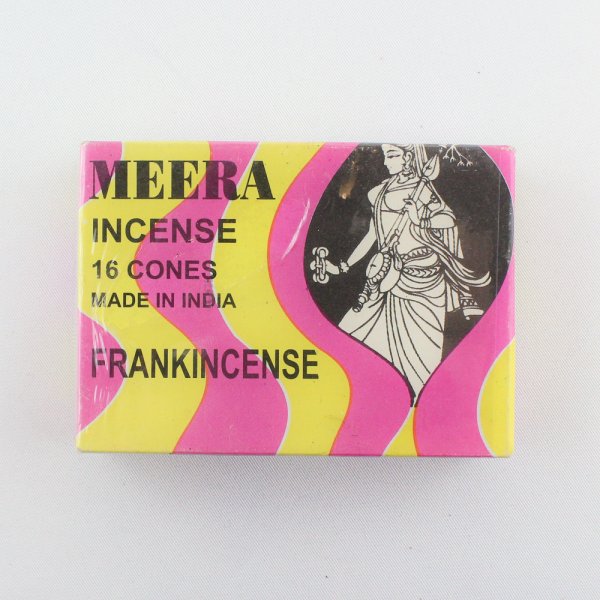 MEERA
INCENSE
16 CONES
MADE IN INDIA
FRANKINCENSE